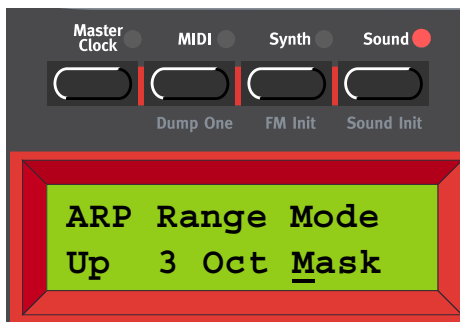 Master Clock MIDI Synth Sound
Dump One FM Init Sound Init
ARP Range Mode
Up 3 Oct Mask